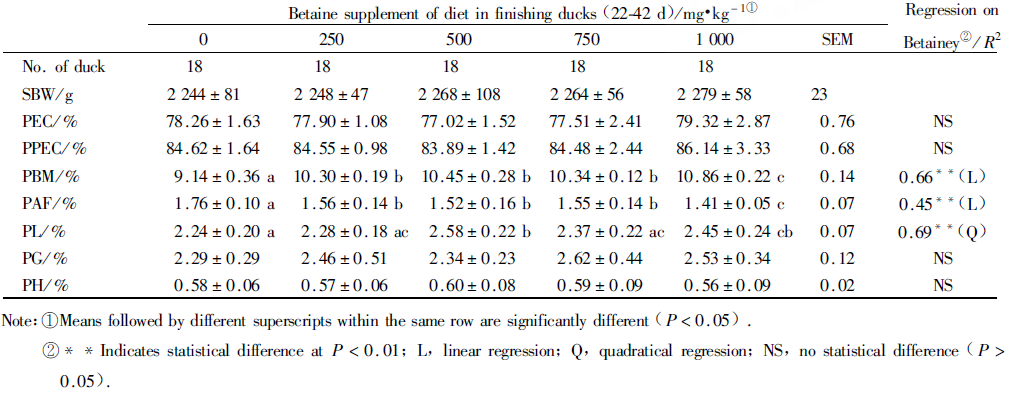 Betaine supplement of diet in finishing ducks (22-42 d)/mg•kg⁻¹① Regression on
0 250 500 750 1 000 SEM Betainey②/R²
No. of duck 18 18 18 18 18
SBW/g 2 244±81 2 248±47 2 268±108 2 264±56 2 279±58 23
PEC/% 78.26±1.63 77.90±1.08 77.02±1.52 77.51±2.41 79.32±2.87 0.76 NS
PPEC/% 84.62±1.64 84.55±0.98 83.89±1.42 84.48±2.44 86.14±3.33 0.68 NS
PBM/% 9.14±0.36 a 10.30±0.19 b 10.45±0.28 b 10.34±0.12 b 10.86±0.22 c 0.14 0.66**(L)
PAF/% 1.76±0.10 a 1.56±0.14 b 1.52±0.16 b 1.55±0.14 b 1.41±0.05 c 0.07 0.45**(L)
PL/% 2.24±0.20 a 2.28±0.18 ac 2.58±0.22 b 2.37±0.22 ac 2.45±0.24 cb 0.07 0.69**(Q)
PG/% 2.29±0.29 2.46±0.51 2.34±0.23 2.62±0.44 2.53±0.34 0.12 NS
PH/% 0.58±0.06 0.57±0.06 0.60±0.08 0.59±0.09 0.56±0.09 0.02 NS
Note: ①Means followed by different superscripts within the same row are significantly different (P<0.05).
②* * Indicates statistical difference at P<0.01; L, linear regression; Q, quadratical regression; NS, no statistical difference (P>
0.05).